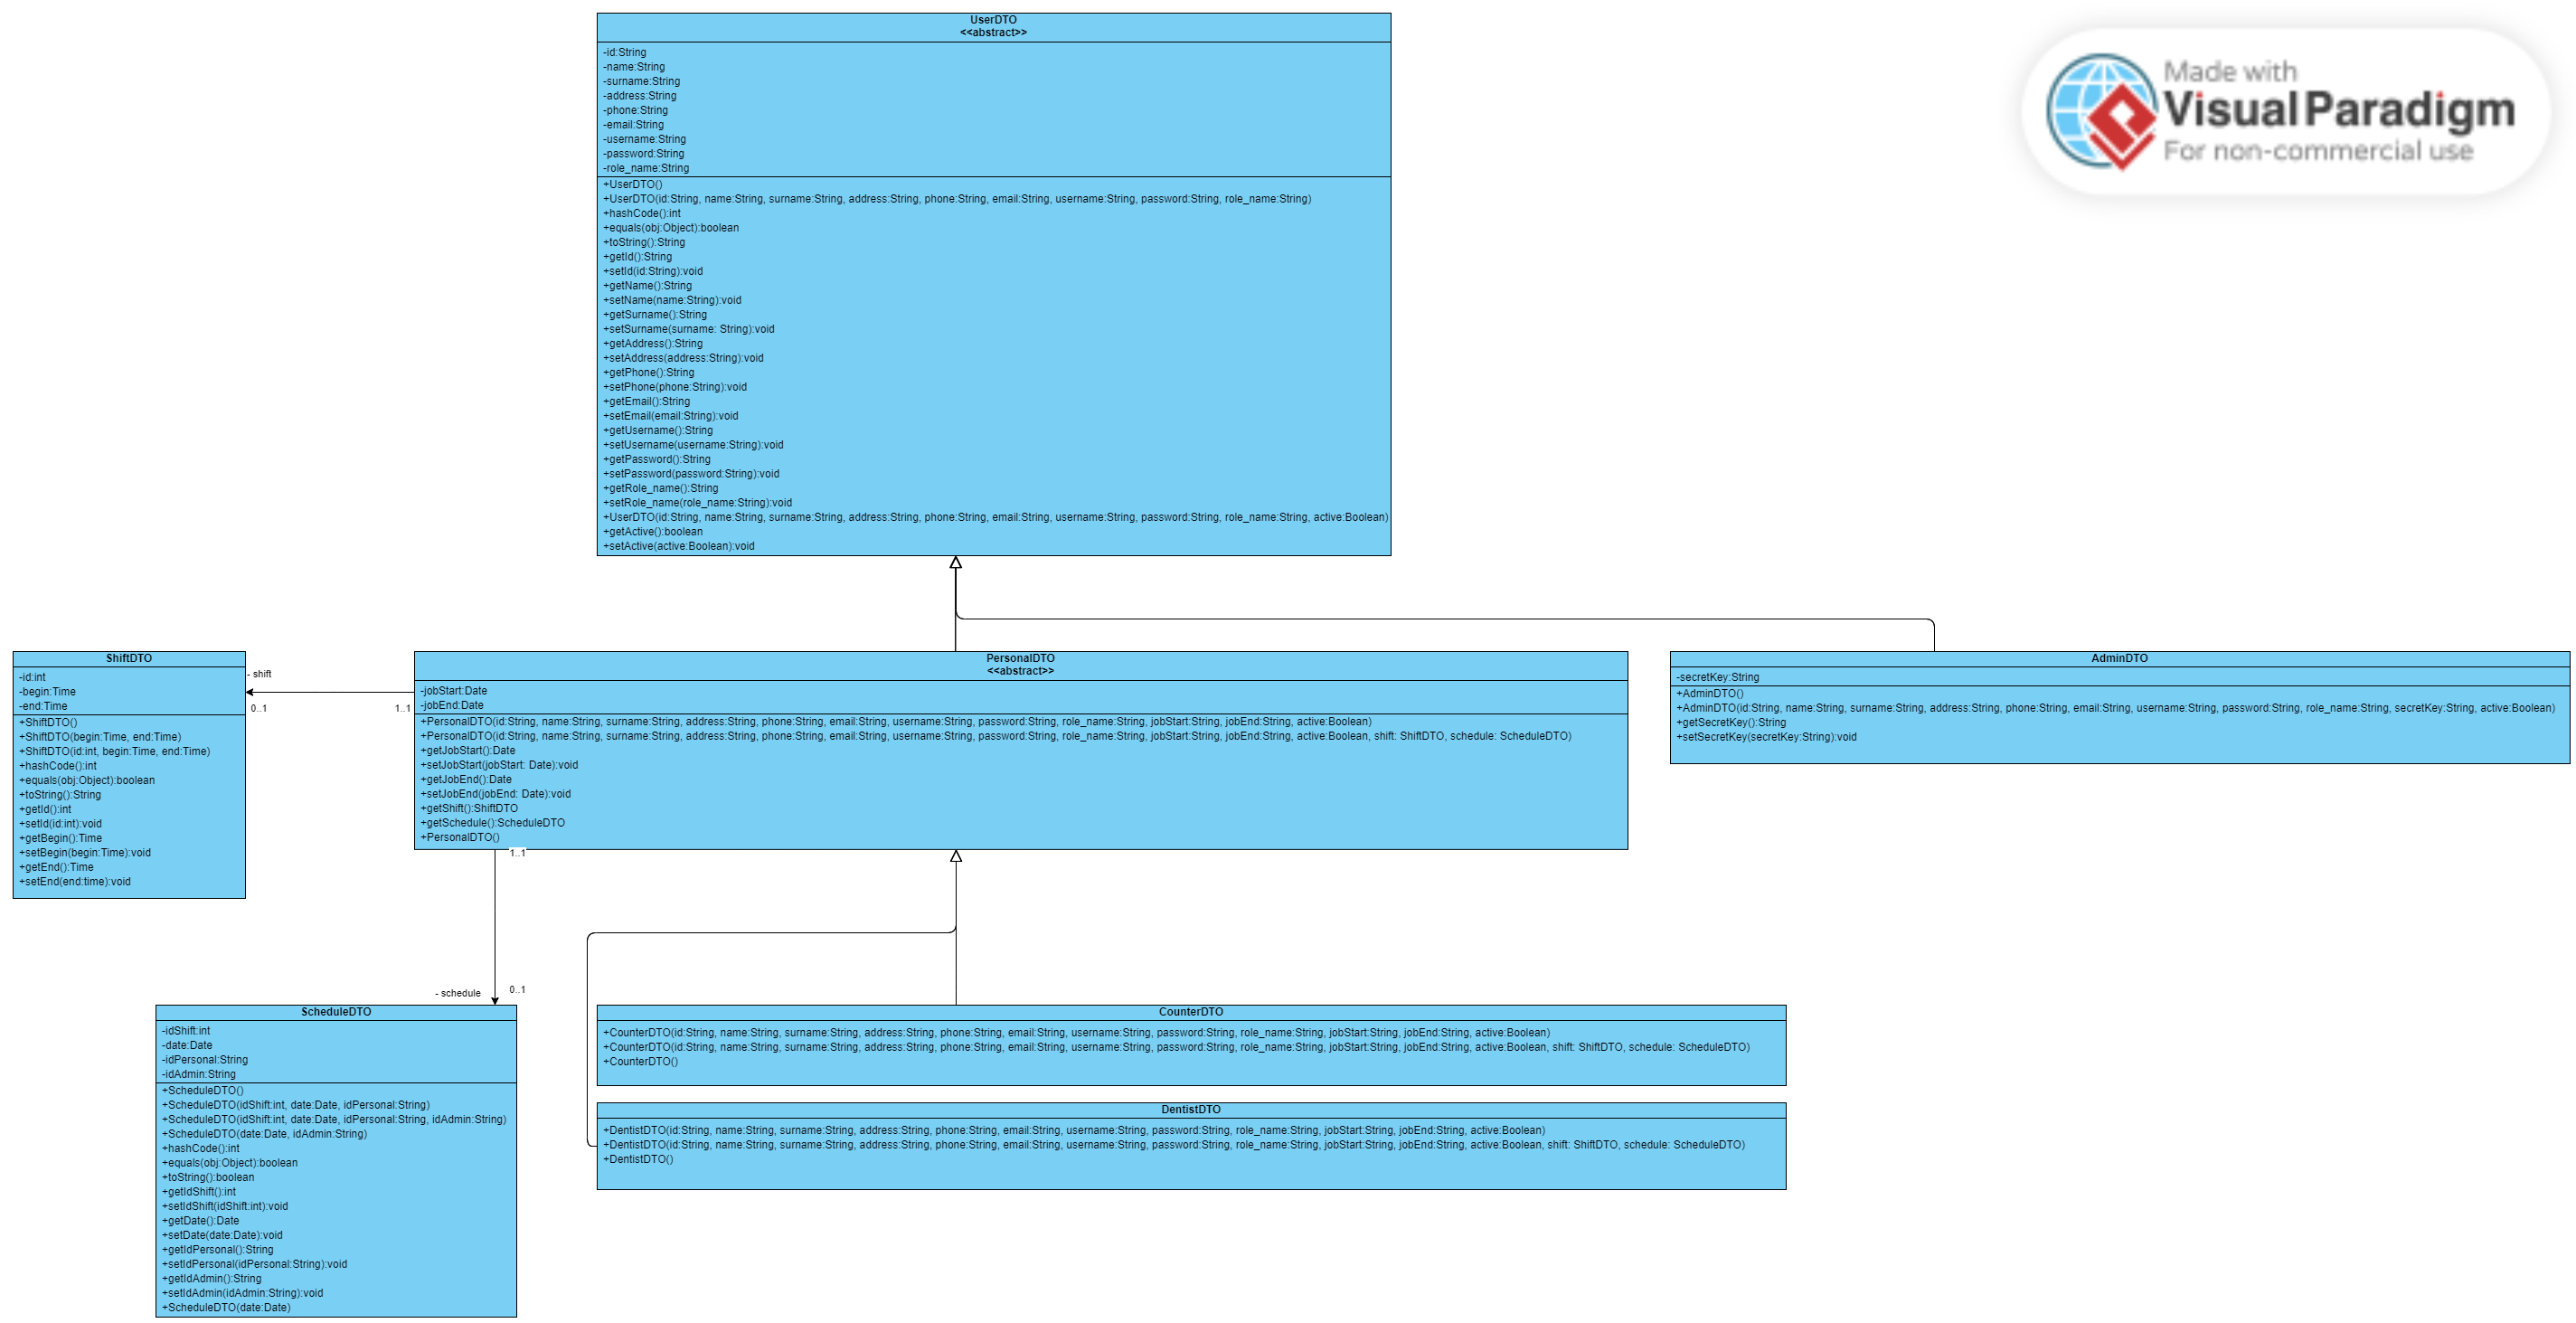 UserDTO
<<abstract>>
-id:String
-name:String
-surname:String
-address:String
-phone:String
-email:String
-username:String
-password:String
-role_name:String
+UserDTO()
+UserDTO(id:String, name:String, surname:String, address:String, phone:String, email:String, username:String, password:String, role_name:String)
+hashCode():int
+equals(obj:Object):boolean
+toString():String
+getId():String
+setId(id:String):void
+getName():String
+setName(name:String):void
+getSurname():String
+setSurname(surname: String):void
+getAddress():String
+setAddress(address:String):void
+getPhone():String
+setPhone(phone:String):void
+getEmail():String
+setEmail(email:String):void
+getUsername():String
+setUsername(username:String):void
+getPassword():String
+setPassword(password:String):void
+getRole_name():String
+setRole_name(role_name:String):void
+UserDTO(id:String, name:String, surname:String, address:String, phone:String, email:String, username:String, password:String, role_name:String, active:Boolean)
+getActive():boolean
+setActive(active:Boolean):void
Made with
Visual Paradigm
For non-commercial use
ShiftDTO
-id:int
-begin:Time
-end:Time
+ShiftDTO()
+ShiftDTO(begin:Time, end:Time)
+ShiftDTO(id:int, begin:Time, end:Time)
+hashCode():int
+equals(obj:Object):boolean
+toString():String
+getId():int
+setId(id:int):void
+getBegin():Time
+setBegin(begin:Time):void
+getEnd():Time
+setEnd(end:time):void
- shift
0..1
1..1
PersonalDTO
<<abstract>>
-jobStart:Date
-jobEnd:Date
+PersonalDTO(id:String, name:String, surname:String, address:String, phone:String, email:String, username:String, password:String, role_name:String, jobStart:String, jobEnd:String, active:Boolean)
+PersonalDTO(id:String, name:String, surname:String, address:String, phone:String, email:String, username:String, password:String, role_name:String, jobStart:String, jobEnd:String, active:Boolean, shift: ShiftDTO, schedule: ScheduleDTO)
+getJobStart():Date
+setJobStart(jobStart: Date):void
+getJobEnd():Date
+setJobEnd(jobEnd: Date):void
+getShift():ShiftDTO
+getSchedule():ScheduleDTO
+PersonalDTO()
AdminDTO
-secretKey:String
+AdminDTO()
+AdminDTO(id:String, name:String, surname:String, address:String, phone:String, email:String, username:String, password:String, role_name:String, secretKey:String, active:Boolean)
+getSecretKey():String
+setSecretKey(secretKey:String):void
1..1
- schedule
0..1
ScheduleDTO
-idShift:int
-date:Date
-idPersonal:String
-idAdmin:String
+ScheduleDTO()
+ScheduleDTO(idShift:int, date:Date, idPersonal:String)
+ScheduleDTO(idShift:int, date:Date, idPersonal:String, idAdmin:String)
+ScheduleDTO(date:Date, idAdmin:String)
+hashCode():int
+equals(obj:Object):boolean
+toString():boolean
+getIdShift():int
+setIdShift(idShift:int):void
+getDate():Date
+setDate(date:Date):void
+getIdPersonal():String
+setIdPersonal(idPersonal:String):void
+getIdAdmin():String
+setIdAdmin(idAdmin:String):void
+ScheduleDTO(date:Date)
CounterDTO
+CounterDTO(id:String, name:String, surname:String, address:String, phone:String, email:String, username:String, password:String, role_name:String, jobStart:String, jobEnd:String, active:Boolean)
+CounterDTO(id:String, name:String, surname:String, address:String, phone:String, email:String, username:String, password:String, role_name:String, jobStart:String, jobEnd:String, active:Boolean, shift: ShiftDTO, schedule: ScheduleDTO)
+CounterDTO()
DentistDTO
+DentistDTO(id:String, name:String, surname:String, address:String, phone:String, email:String, username:String, password:String, role_name:String, jobStart:String, jobEnd:String, active:Boolean)
+DentistDTO(id:String, name:String, surname:String, address:String, phone:String, email:String, username:String, password:String, role_name:String, jobStart:String, jobEnd:String, active:Boolean, shift: ShiftDTO, schedule: ScheduleDTO)
+DentistDTO()